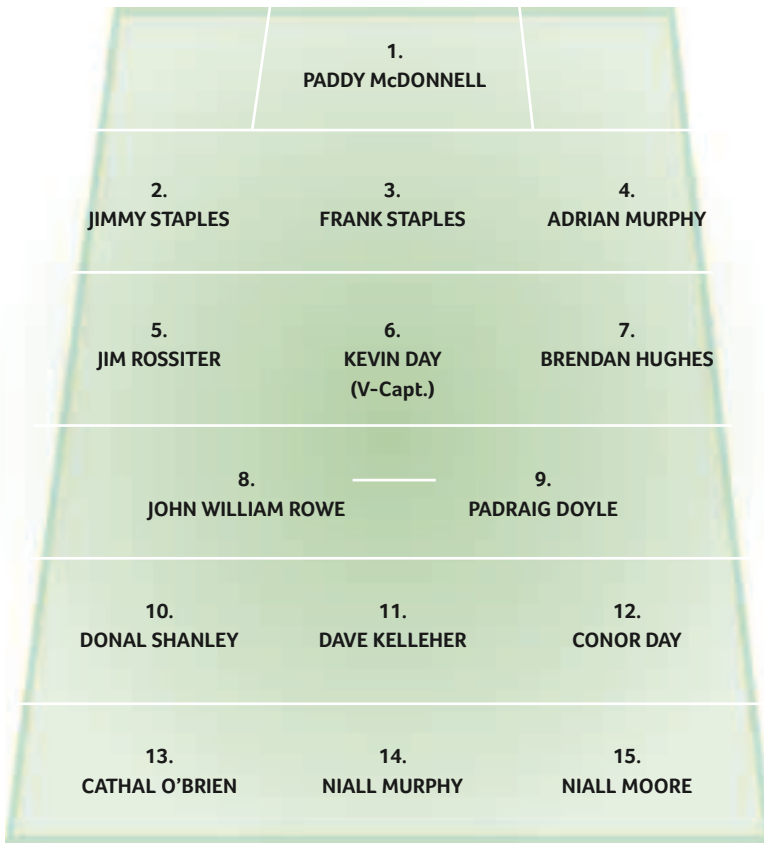 1.
PADDY McDONNELL
2.
JIMMY STAPLES
3.
FRANK STAPLES
4.
ADRIAN MURPHY
5.
JIM ROSSITER
6.
KEVIN DAY
(V-Capt.)
7.
BRENDAN HUGHES
8.
JOHN WILLIAM ROWE
9.
PADRAIG DOYLE
10.
DONAL SHANLEY
11.
DAVE KELLEHER
12.
CONOR DAY
13.
CATHAL O’BRIEN
14.
NIALL MURPHY
15.
NIALL MOORE